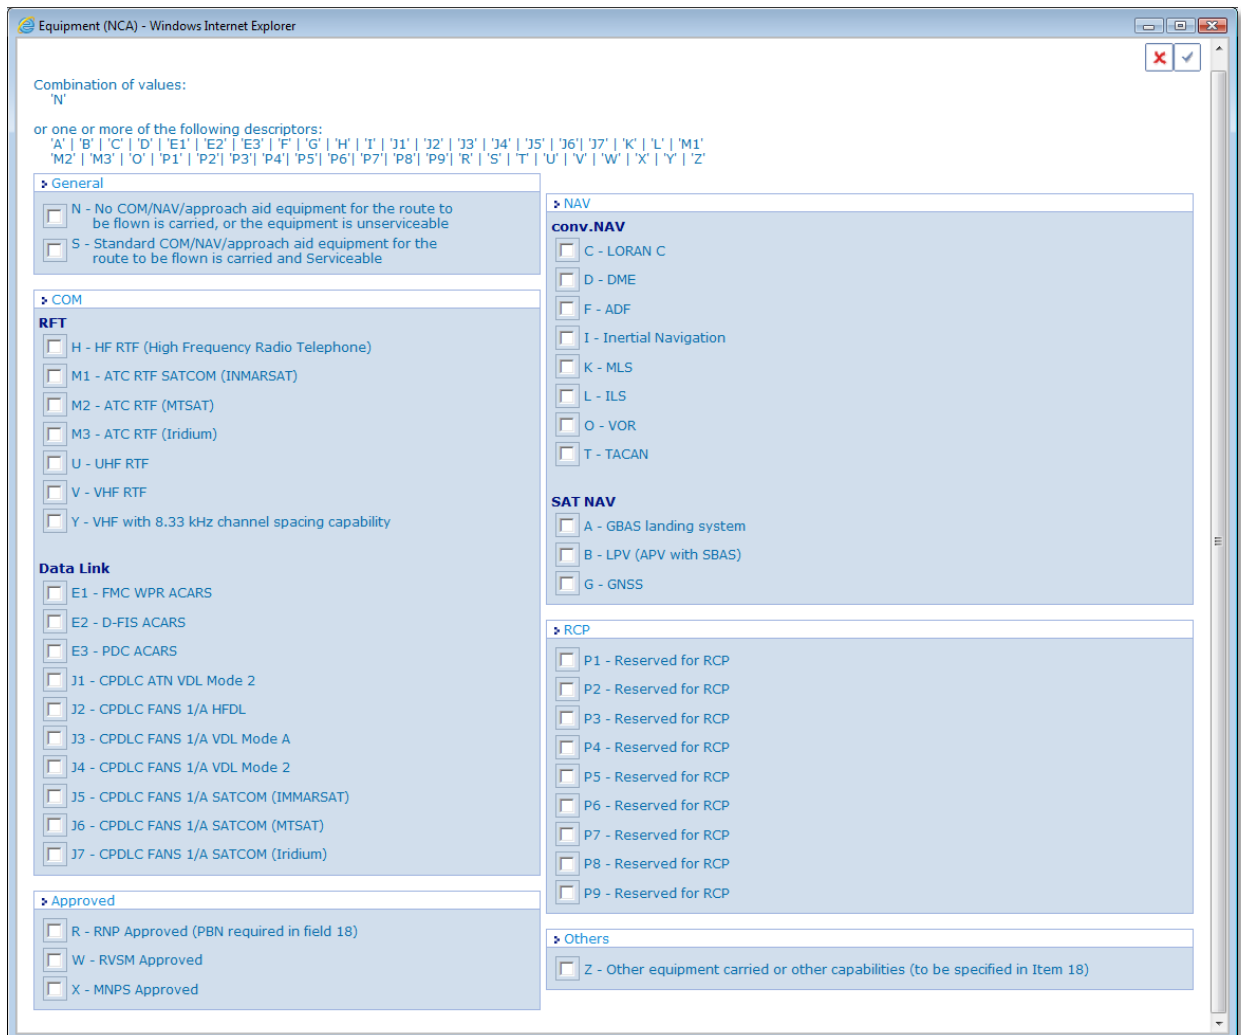 Equipment (NCA) - Windows Internet Explorer
Combination of values:
'N'
or one or more of the following descriptors:
'A' | 'B' | 'C' | 'D' | 'E1' | 'E2' | 'E3' | 'F' | 'G' | 'H' | 'I' | 'J1' | 'J2' | 'J3' | 'J4' | 'J5' | 'J6'| 'J7' | 'K' | 'L' | 'M1'
'M2' | 'M3' | 'O' | 'P1' | 'P2'| 'P3'| 'P4'| 'P5'| 'P6'| 'P7'| 'P8'| 'P9'| 'R' | 'S' | 'T' | 'U' | 'V' | 'W' | 'X' | 'Y' | 'Z'
General
N - No COM/NAV/approach aid equipment for the route to
be flown is carried, or the equipment is unserviceable
S - Standard COM/NAV/approach aid equipment for the
route to be flown is carried and Serviceable
COM
RFT
H - HF RTF (High Frequency Radio Telephone)
M1 - ATC RTF SATCOM (INMARSAT)
M2 - ATC RTF (MTSAT)
M3 - ATC RTF (Iridium)
U - UHF RTF
V - VHF RTF
Y - VHF with 8.33 kHz channel spacing capability
Data Link
E1 - FMC WPR ACARS
E2 - D-FIS ACARS
E3 - PDC ACARS
J1 - CPDLC ATN VDL Mode 2
J2 - CPDLC FANS 1/A HFDL
J3 - CPDLC FANS 1/A VDL Mode A
J4 - CPDLC FANS 1/A VDL Mode 2
J5 - CPDLC FANS 1/A SATCOM (IMMARSAT)
J6 - CPDLC FANS 1/A SATCOM (MTSAT)
J7 - CPDLC FANS 1/A SATCOM (Iridium)
Approved
R - RNP Approved (PBN required in field 18)
W - RVSM Approved
X - MNPS Approved
NAV
conv.NAV
C - LORAN C
D - DME
F - ADF
I - Inertial Navigation
K - MLS
L - ILS
O - VOR
T - TACAN
SAT NAV
A - GBAS landing system
B - LPV (APV with SBAS)
G - GNSS
RCP
P1 - Reserved for RCP
P2 - Reserved for RCP
P3 - Reserved for RCP
P4 - Reserved for RCP
P5 - Reserved for RCP
P6 - Reserved for RCP
P7 - Reserved for RCP
P8 - Reserved for RCP
P9 - Reserved for RCP
Others
Z - Other equipment carried or other capabilities (to be specified in Item 18)